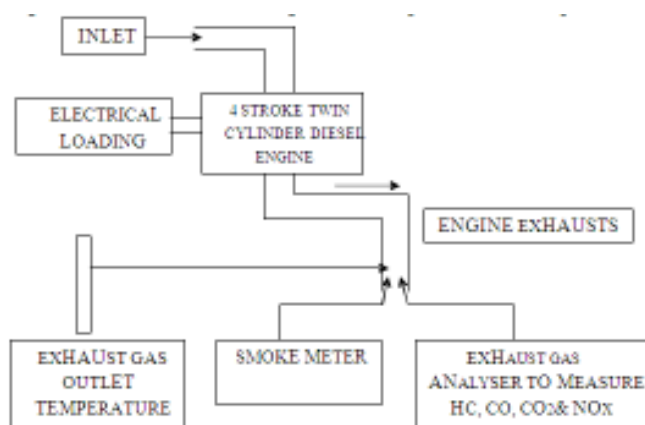 INLET
ELECTRICAL
LOADING
4 STROKE TWIN
CYLINDER DIESEL
ENGINE
ENGINE EXHAUSTS
EXHAUST GAS
OUTLET
TEMPERATURE
SMOKE METER
EXHAUST GAS
ANALYSER TO MEASURE
HC, CO, CO2& NOX